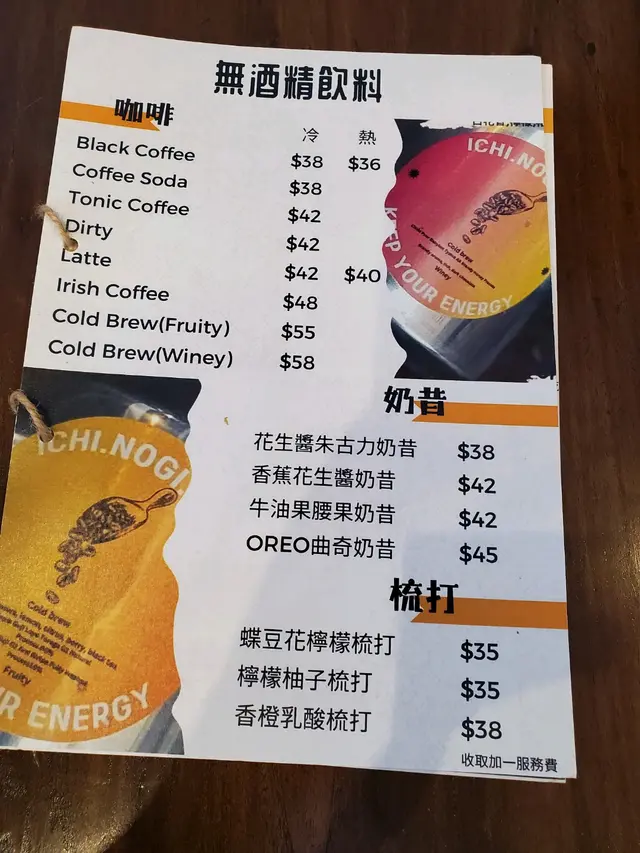 無酒精飲料
咖啡
冷 熱
Black Coffee $38 $36
Coffee Soda $38
Tonic Coffee $42
Dirty $42
Latte $42 $40
Irish Coffee $48
Cold Brew(Fruity) $55
Cold Brew(Winey) $58
ICHI.NO
Cold brew
Winey
KEEP YOUR ENERGY
奶昔
花生醬朱古力奶昔 $38
香蕉花生醬奶昔 $42
牛油果腰果奶昔 $42
OREO曲奇奶昔 $45
ICHI.NOGI
Cold brew
Fruity
R ENERGY
梳打
蝶豆花檸檬梳打 $35
檸檬柚子梳打 $35
香橙乳酸梳打 $38
收取加一服務費